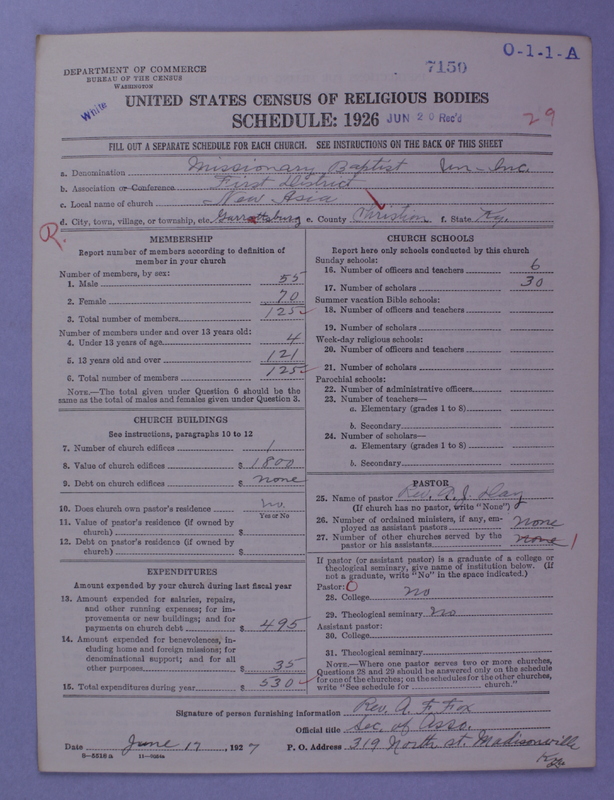 O-1-1-A
DEPARTMENT OF COMMERCE
BUREAU OF THE CENSUS
WASHINGTON
7150
White
UNITED STATES CENSUS OF RELIGIOUS BODIES
SCHEDULE: 1926 JUN 20 Rec'd
29
FILL OUT A SEPARATE SCHEDULE FOR EACH CHURCH. SEE INSTRUCTIONS ON THE BACK OF THIS SHEET
a. Denomination Missionary Baptist Un-Inc.
b. Association or Conference First District
c. Local name of church New Asia
d. City, town, village, or township, etc. Garrattsburg e. County Christian f. State Ky.
R.
MEMBERSHIP
Report number of members according to definition of
member in your church
Number of members, by sex:
1. Male 55
2. Female 70
3. Total number of members 125
Number of members under and over 13 years old:
4. Under 13 years of age 4
5. 13 years old and over 121
6. Total number of members 125
NOTE.—The total given under Question 6 should be the
same as the total of males and females given under Question 3.
CHURCH BUILDINGS
See instructions, paragraphs 10 to 12
7. Number of church edifices 1
8. Value of church edifices $ 1800
9. Debt on church edifices $ none
10. Does church own pastor's residence no
Yes or No
11. Value of pastor's residence (if owned by
church) $
12. Debt on pastor's residence (if owned by
church) $
EXPENDITURES
Amount expended by your church during last fiscal year
13. Amount expended for salaries, repairs,
and other running expenses; for im-
provements or new buildings; and for
payments on church debt $ 495
14. Amount expended for benevolences, in-
cluding home and foreign missions; for
denominational support; and for all
other purposes $ 35
15. Total expenditures during year $ 530
CHURCH SCHOOLS
Report here only schools conducted by this church
Sunday schools:
16. Number of officers and teachers 6
17. Number of scholars 30
Summer vacation Bible schools:
18. Number of officers and teachers
19. Number of scholars
Week-day religious schools:
20. Number of officers and teachers
21. Number of scholars
Parochial schools:
22. Number of administrative officers
23. Number of teachers—
a. Elementary (grades 1 to 8)
b. Secondary
24. Number of scholars—
a. Elementary (grades 1 to 8)
b. Secondary
PASTOR
25. Name of pastor Rev. A. J. Day
(If church has no pastor, write "None")
26. Number of ordained ministers, if any, em-
ployed as assistant pastors none
27. Number of other churches served by the
pastor or his assistants none 1
If pastor (or assistant pastor) is a graduate of a college or
theological seminary, give name of institution below. (If
not a graduate, write "No" in the space indicated.)
Pastor: 0
28. College no
29. Theological seminary no
Assistant pastor:
30. College
31. Theological seminary
NOTE.—Where one pastor serves two or more churches,
Questions 28 and 29 should be answered only on the schedule
for one of the churches; on the schedules for the other churches,
write "See schedule for church."
Signature of person furnishing information Rev. A. F. Fox
Official title Sec. of Asso.
Date June 17, 1927 P. O. Address 319 North st. Madisonville
Ky.
8-5526 a